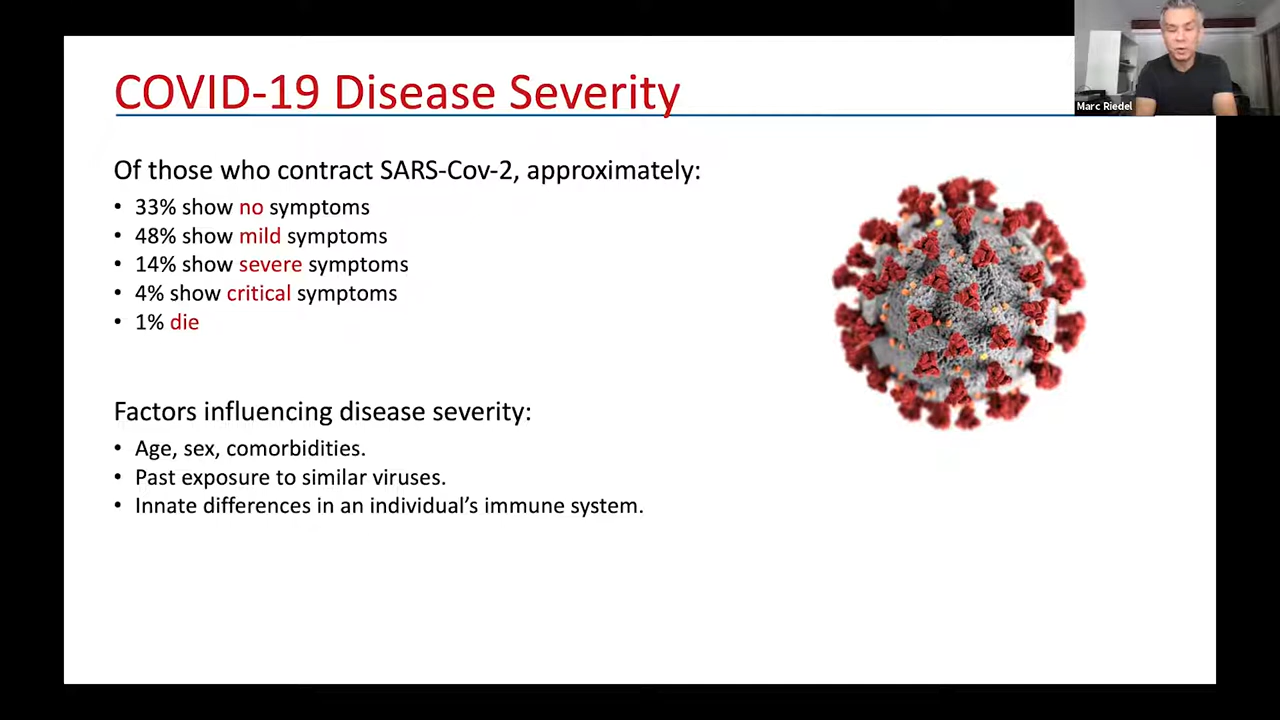 Marc Riedel
COVID-19 Disease Severity
Of those who contract SARS-Cov-2, approximately:
• 33% show no symptoms
• 48% show mild symptoms
• 14% show severe symptoms
• 4% show critical symptoms
• 1% die
Factors influencing disease severity:
• Age, sex, comorbidities.
• Past exposure to similar viruses.
• Innate differences in an individual’s immune system.